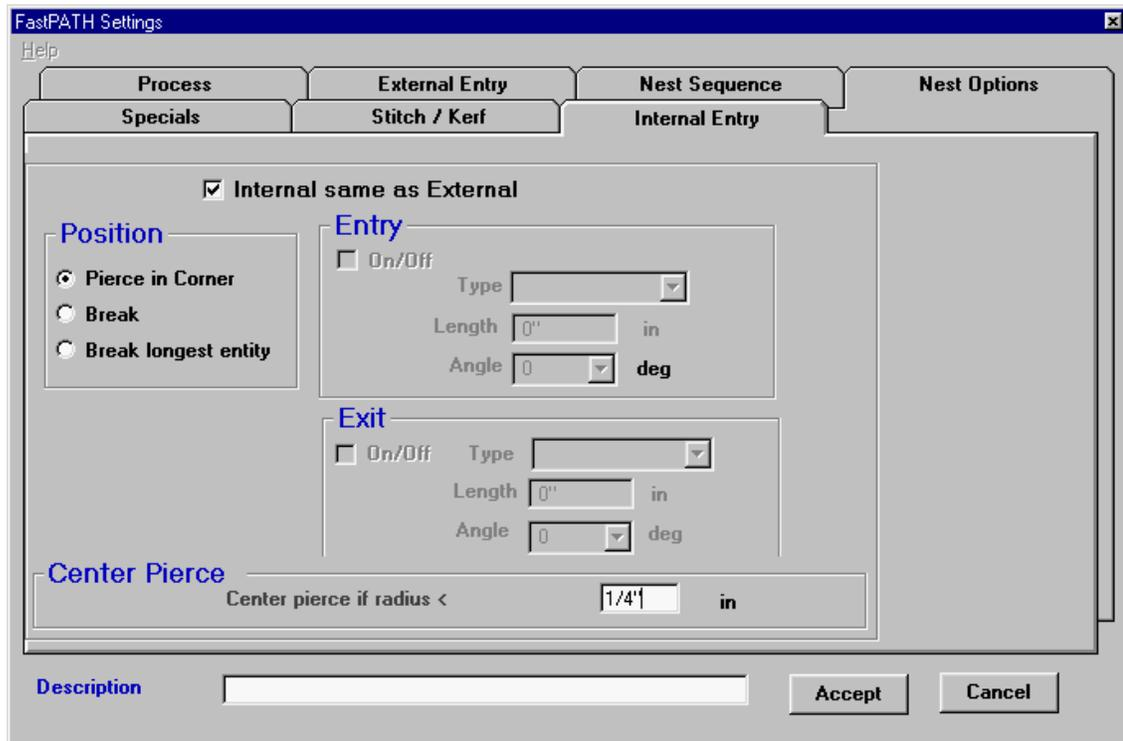 FastPATH Settings
Help
Process External Entry Nest Sequence Nest Options
Specials Stitch / Kerf Internal Entry
Internal same as External
Position
Pierce in Corner
Break
Break longest entity
Entry
On/Off
Type
Length 0" in
Angle 0 deg
Exit
On/Off Type
Length 0" in
Angle 0 deg
Center Pierce
Center pierce if radius < 1/4" in
Description
Accept Cancel